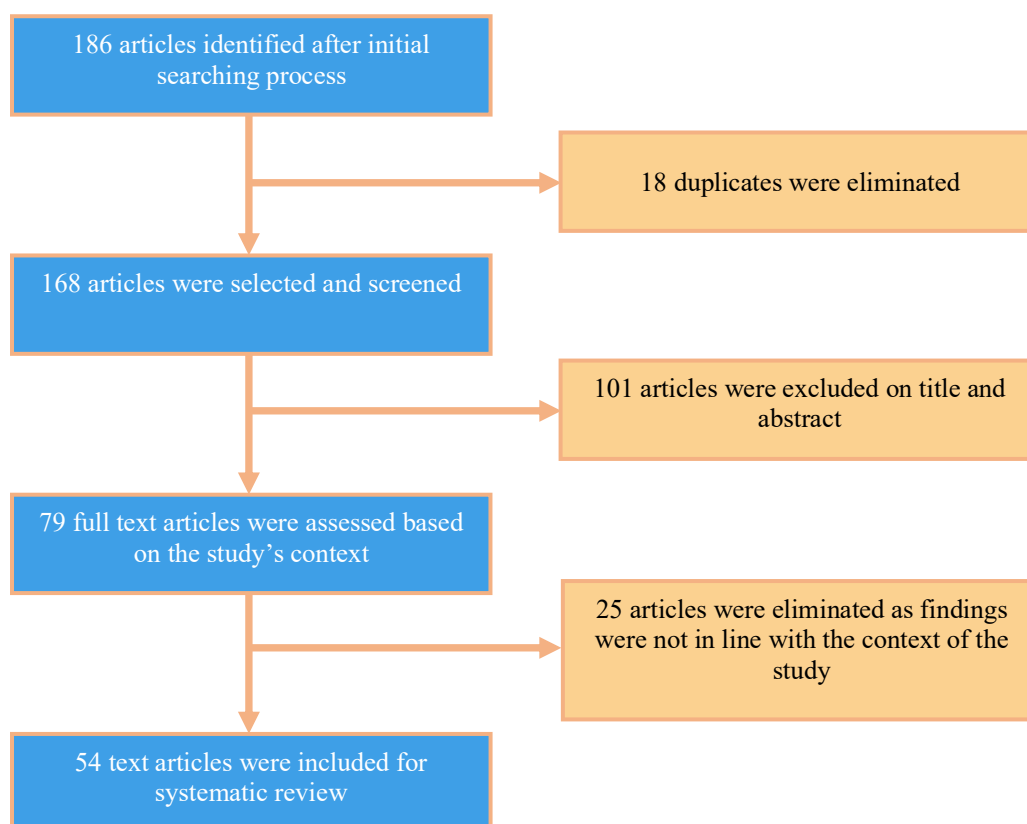 186 articles identified after initial
searching process
18 duplicates were eliminated
168 articles were selected and screened
101 articles were excluded on title and
abstract
79 full text articles were assessed based
on the study’s context
25 articles were eliminated as findings
were not in line with the context of the
study
54 text articles were included for
systematic review